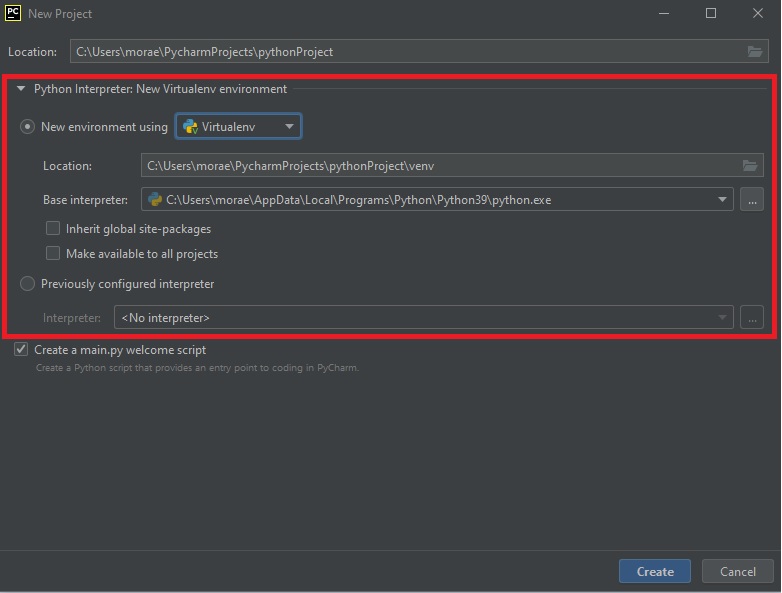 PC New Project
Location: C:\Users\morae\PycharmProjects\pythonProject
Python Interpreter: New Virtualenv environment
New environment using Virtualenv
Location: C:\Users\morae\PycharmProjects\pythonProject\venv
Base interpreter: C:\Users\morae\AppData\Local\Programs\Python\Python39\python.exe ...
Inherit global site-packages
Make available to all projects
Previously configured interpreter
Interpreter: <No interpreter> ...
Create a main.py welcome script
Create a Python script that provides an entry point to coding in PyCharm.
Create Cancel